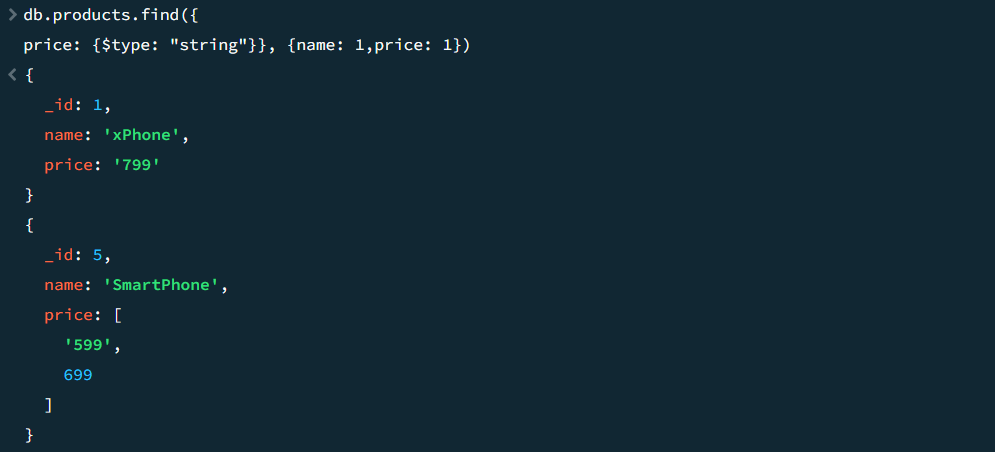 > db.products.find({
price: {$type: "string"}}, {name: 1,price: 1})
< {
_id: 1,
name: 'xPhone',
price: '799'
}
{
_id: 5,
name: 'SmartPhone',
price: [
'599',
699
]
}